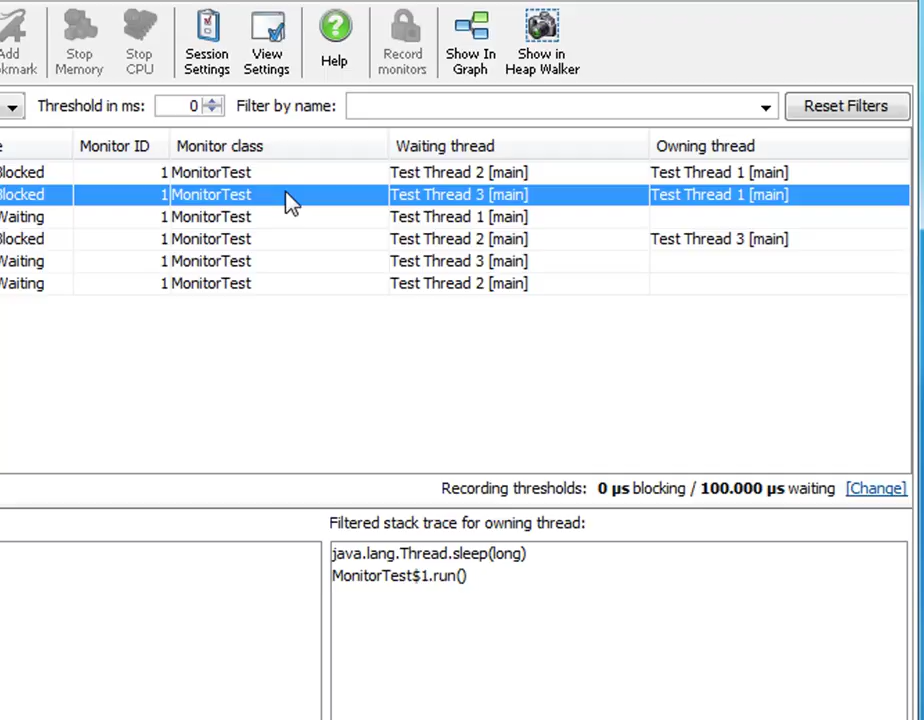 Add
kmark
Stop
Memory
Stop
CPU
Session
Settings
View
Settings
Help
Record
monitors
Show In
Graph
Show in
Heap Walker
Threshold in ms: 0 Filter by name: Reset Filters
e Monitor ID Monitor class Waiting thread Owning thread
Blocked 1 MonitorTest Test Thread 2 [main] Test Thread 1 [main]
Blocked 1 MonitorTest Test Thread 3 [main] Test Thread 1 [main]
Waiting 1 MonitorTest Test Thread 1 [main]
Blocked 1 MonitorTest Test Thread 2 [main] Test Thread 3 [main]
Waiting 1 MonitorTest Test Thread 3 [main]
Waiting 1 MonitorTest Test Thread 2 [main]
Recording thresholds: 0 µs blocking / 100.000 µs waiting [Change]
Filtered stack trace for owning thread:
java.lang.Thread.sleep(long)
MonitorTest$1.run()